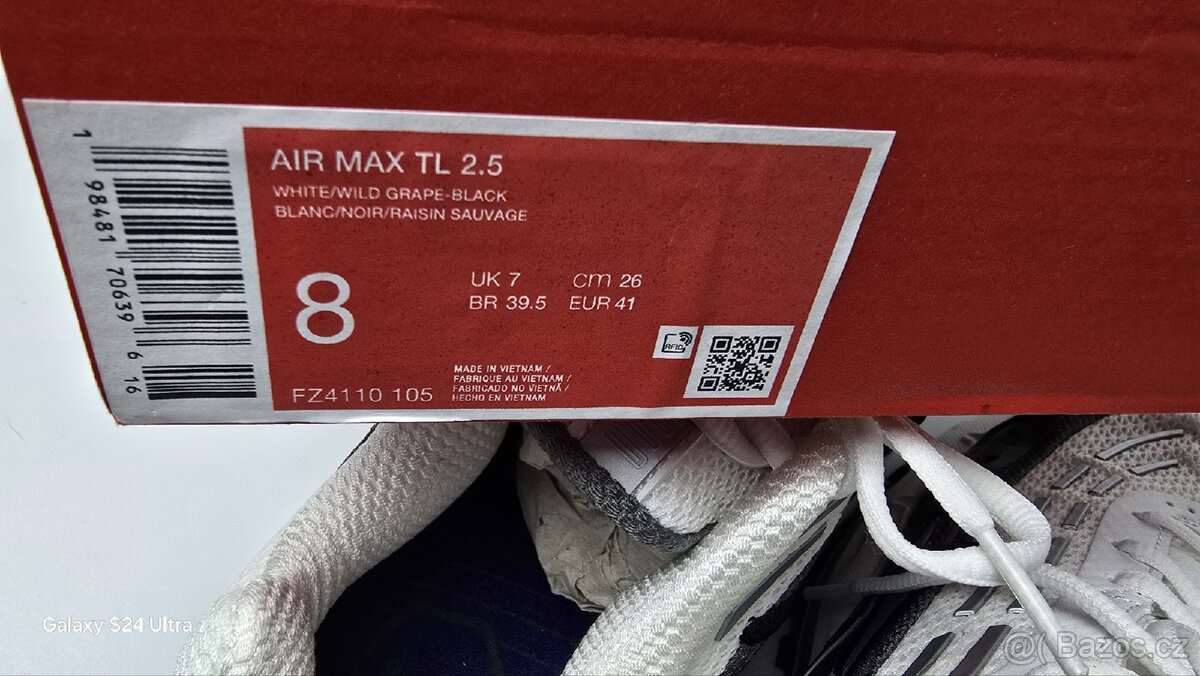 AIR MAX TL 2.5
WHITE/WILD GRAPE-BLACK
BLANC/NOIR/RAISIN SAUVAGE
8
UK 7 cm 26
BR 39.5 EUR 41
RFID
MADE IN VIETNAM /
FABRIQUE AU VIETNAM /
FABRICADO NO VIETNÃ /
HECHO EN VIETNAM
FZ4110 105
1 98481 70639 6 16
Galaxy S24 Ultra
@( Bazoš.cz